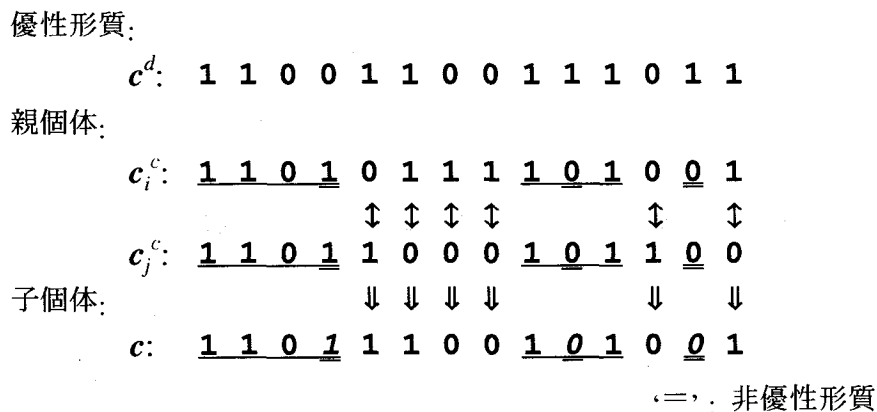 優性形質:
c^d: 1 1 0 0 1 1 0 0 1 1 1 0 1 1
親個体:
c_i^c: 1 1 0 1 0 1 1 1 1 0 1 0 0 1
↕ ↕ ↕ ↕ ↕ ↕
c_j^c: 1 1 0 1 1 0 0 0 1 0 1 1 0 0
子個体: ⇓ ⇓ ⇓ ⇓ ⇓ ⇓
c: 1 1 0 1 1 1 0 0 1 0 1 0 0 1
‘=’. 非優性形質